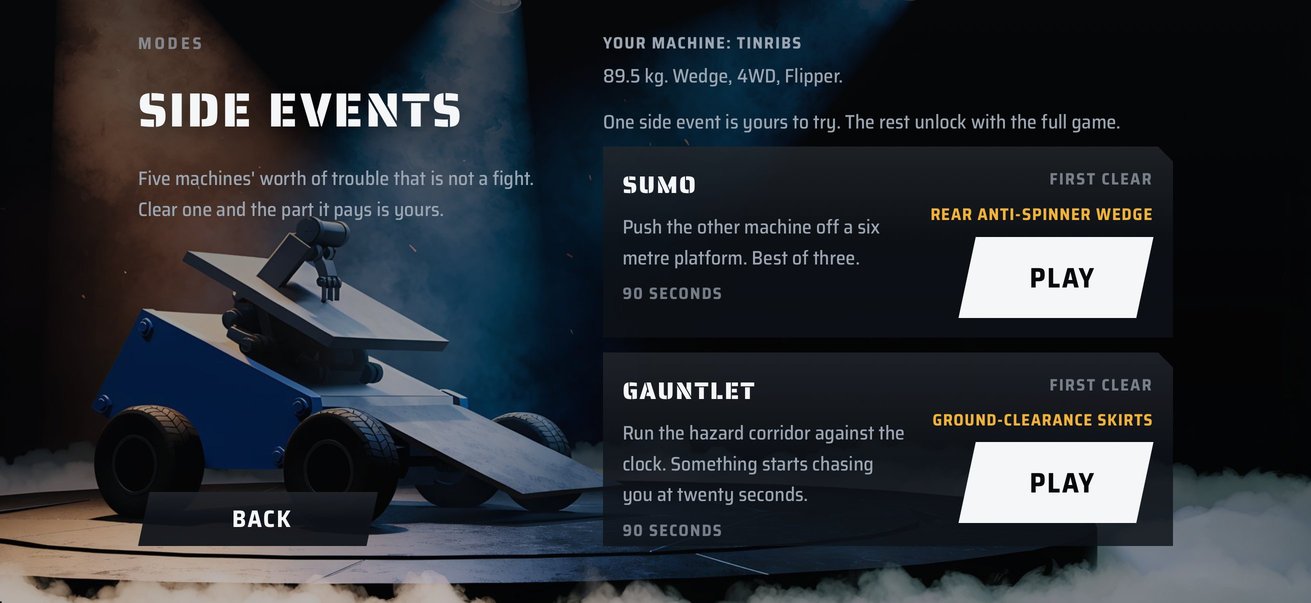 MODES
SIDE EVENTS
Five machines' worth of trouble that is not a fight.
Clear one and the part it pays is yours.
BACK
YOUR MACHINE: TINRIBS
89.5 kg. Wedge, 4WD, Flipper.
One side event is yours to try. The rest unlock with the full game.
SUMO
Push the other machine off a six
metre platform. Best of three.
90 SECONDS
FIRST CLEAR
REAR ANTI-SPINNER WEDGE
PLAY
GAUNTLET
Run the hazard corridor against the
clock. Something starts chasing
you at twenty seconds.
90 SECONDS
FIRST CLEAR
GROUND-CLEARANCE SKIRTS
PLAY